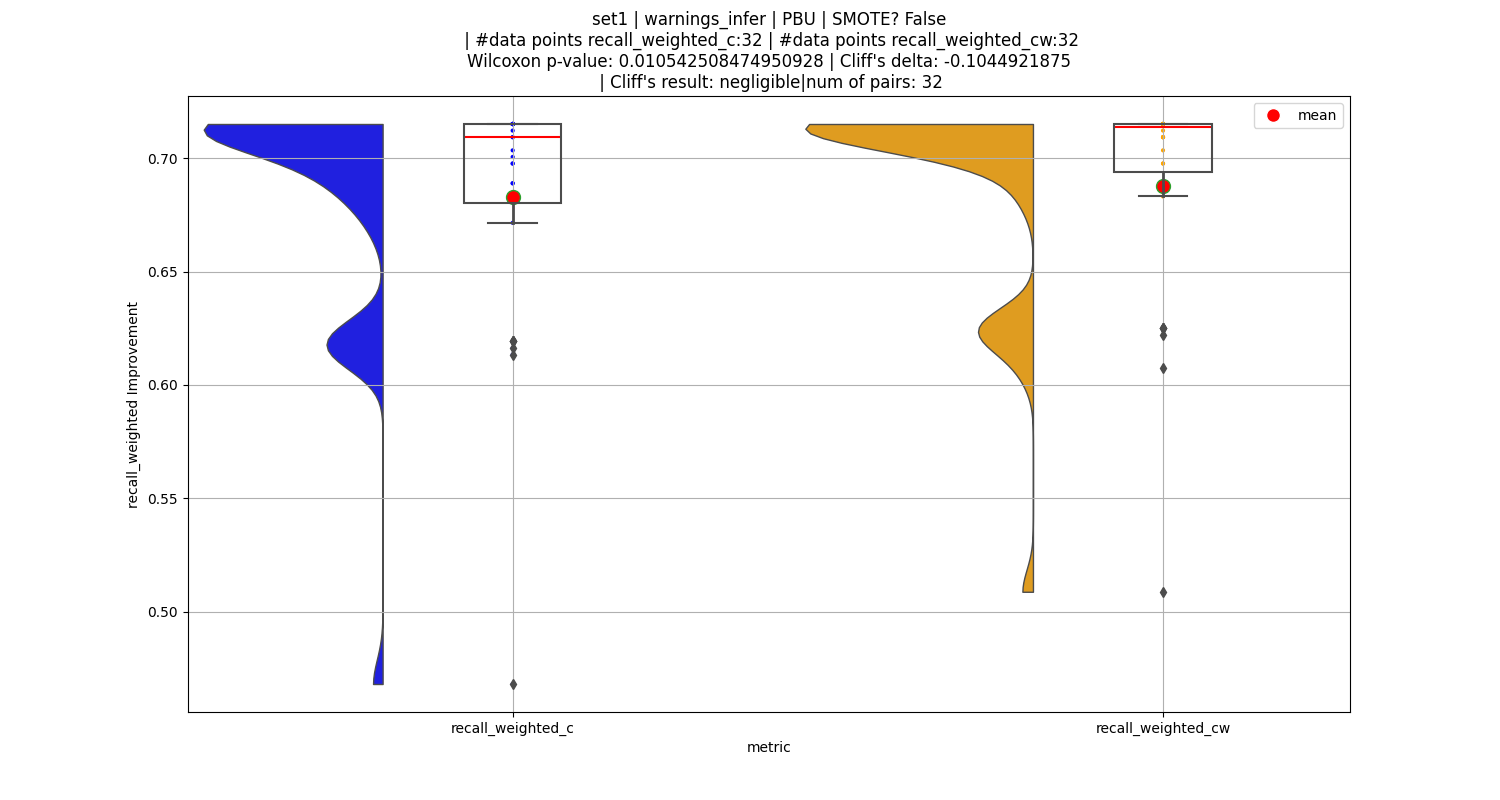 set1 | warnings_infer | PBU | SMOTE? False
| #data points recall_weighted_c:32 | #data points recall_weighted_cw:32
Wilcoxon p-value: 0.010542508474950928 | Cliff's delta: -0.1044921875
| Cliff's result: negligible|num of pairs: 32
mean
0.70
0.65
0.60
0.55
0.50
recall_weighted Improvement
recall_weighted_c
recall_weighted_cw
metric